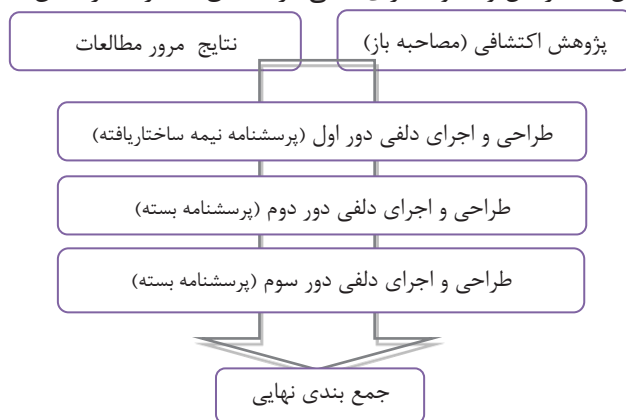 پژوهش اکتشافی (مصاحبه باز)
نتایج مرور مطالعات
طراحی و اجرای دلفی دور اول (پرسشنامه نیمه ساختاریافته)
طراحی و اجرای دلفی دور دوم (پرسشنامه بسته)
طراحی و اجرای دلفی دور سوم (پرسشنامه بسته)
جمع بندی نهایی